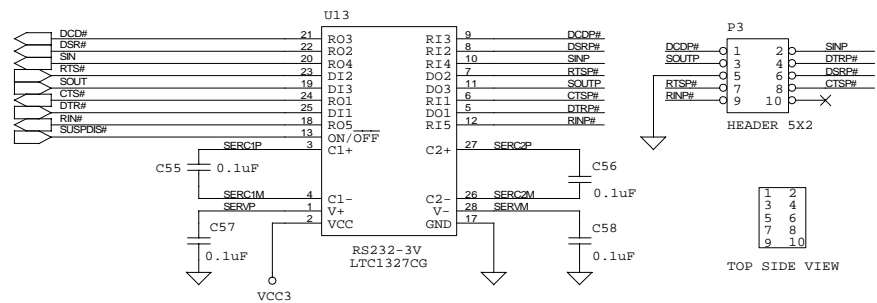 U13
DCD# 21 RO3 RI3 9 DCDP#
DSR# 22 RO2 RI2 8 DSRP#
SIN 20 RO4 RI4 10 SINP
RTS# 23 DI2 DO2 7 RTSP#
SOUT 19 DI3 DO3 11 SOUTP
CTS# 24 RO1 RI1 6 CTSP#
DTR# 25 DI1 DO1 5 DTRP#
RIN# 18 RO5 RI5 12 RINP#
SUSPDIS# 13 ON/OFF
SERC1P 3 C1+ C2+ 27 SERC2P
C55 0.1uF
C56 0.1uF
SERC1M 4 C1- C2- 26 SERC2M
SERVP 1 V+ V- 28 SERVM
2 VCC GND 17
C57 0.1uF
C58 0.1uF
RS232-3V
LTC1327CG
VCC3
P3
DCDP# 1 2 SINP
SOUTP 3 4 DTRP#
5 6 DSRP#
RTSP# 7 8 CTSP#
RINP# 9 10
HEADER 5X2
1 2
3 4
5 6
7 8
9 10
TOP SIDE VIEW